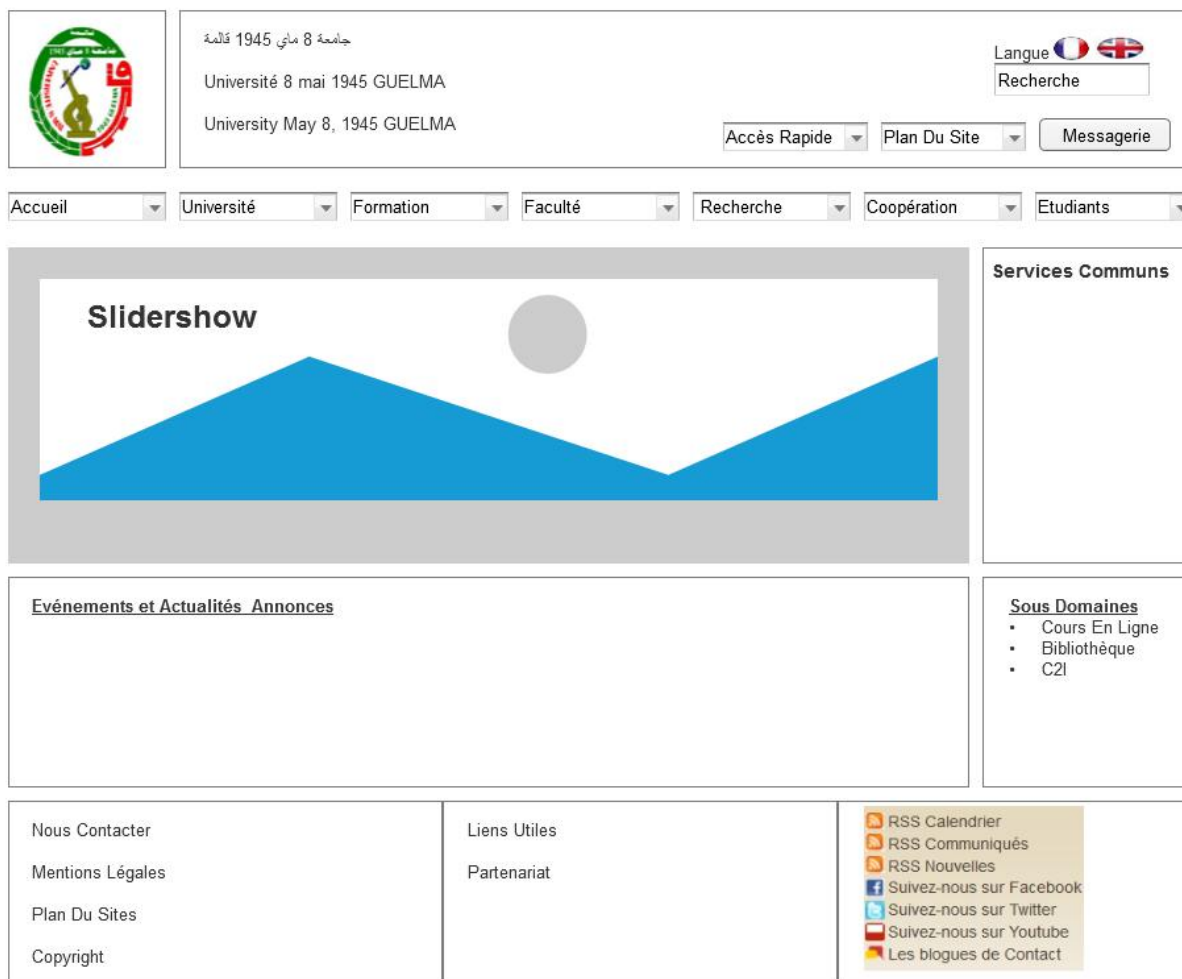 جامعة 8 ماي 1945 قالمة
Université 8 mai 1945 GUELMA
University May 8, 1945 GUELMA
Langue
Recherche
Accès Rapide Plan Du Site Messagerie
Accueil Université Formation Faculté Recherche Coopération Etudiants
Slidershow
Services Communs
Evénements et Actualités Annonces
Sous Domaines
▪ Cours En Ligne
▪ Bibliothèque
▪ C2I
Nous Contacter
Mentions Légales
Plan Du Sites
Copyright
Liens Utiles
Partenariat
RSS Calendrier
RSS Communiqués
RSS Nouvelles
Suivez-nous sur Facebook
Suivez-nous sur Twitter
Suivez-nous sur Youtube
Les blogues de Contact